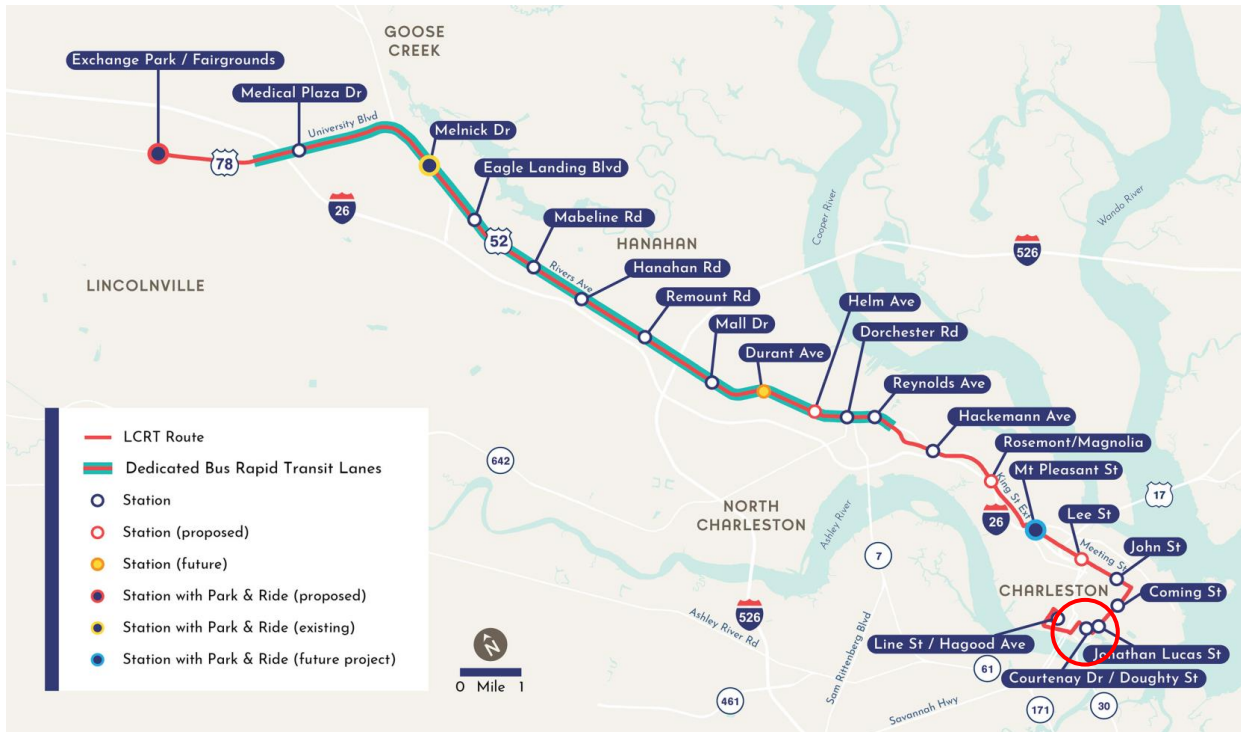 GOOSE
CREEK
Exchange Park / Fairgrounds
Medical Plaza Dr
University Blvd
Melnick Dr
78
Eagle Landing Blvd
26
Mabeline Rd
52
HANAHAN
Cooper River
Wando River
526
Rivers Ave
Hanahan Rd
LINCOLNVILLE
Remount Rd
Helm Ave
Mall Dr
Dorchester Rd
Durant Ave
Reynolds Ave
Hackemann Ave
Rosemont/Magnolia
642
Mt Pleasant St
King St Ext
17
NORTH
CHARLESTON
Ashley River
26
Lee St
Meeting St
John St
7
CHARLESTON
Coming St
526
Ashley River Rd
Sam Rittenberg Blvd
Line St / Hagood Ave
Jonathan Lucas St
61
Courtenay Dr / Doughty St
461
Savannah Hwy
171
30
LCRT Route
Dedicated Bus Rapid Transit Lanes
Station
Station (proposed)
Station (future)
Station with Park & Ride (proposed)
Station with Park & Ride (existing)
Station with Park & Ride (future project)
N
0 Mile 1